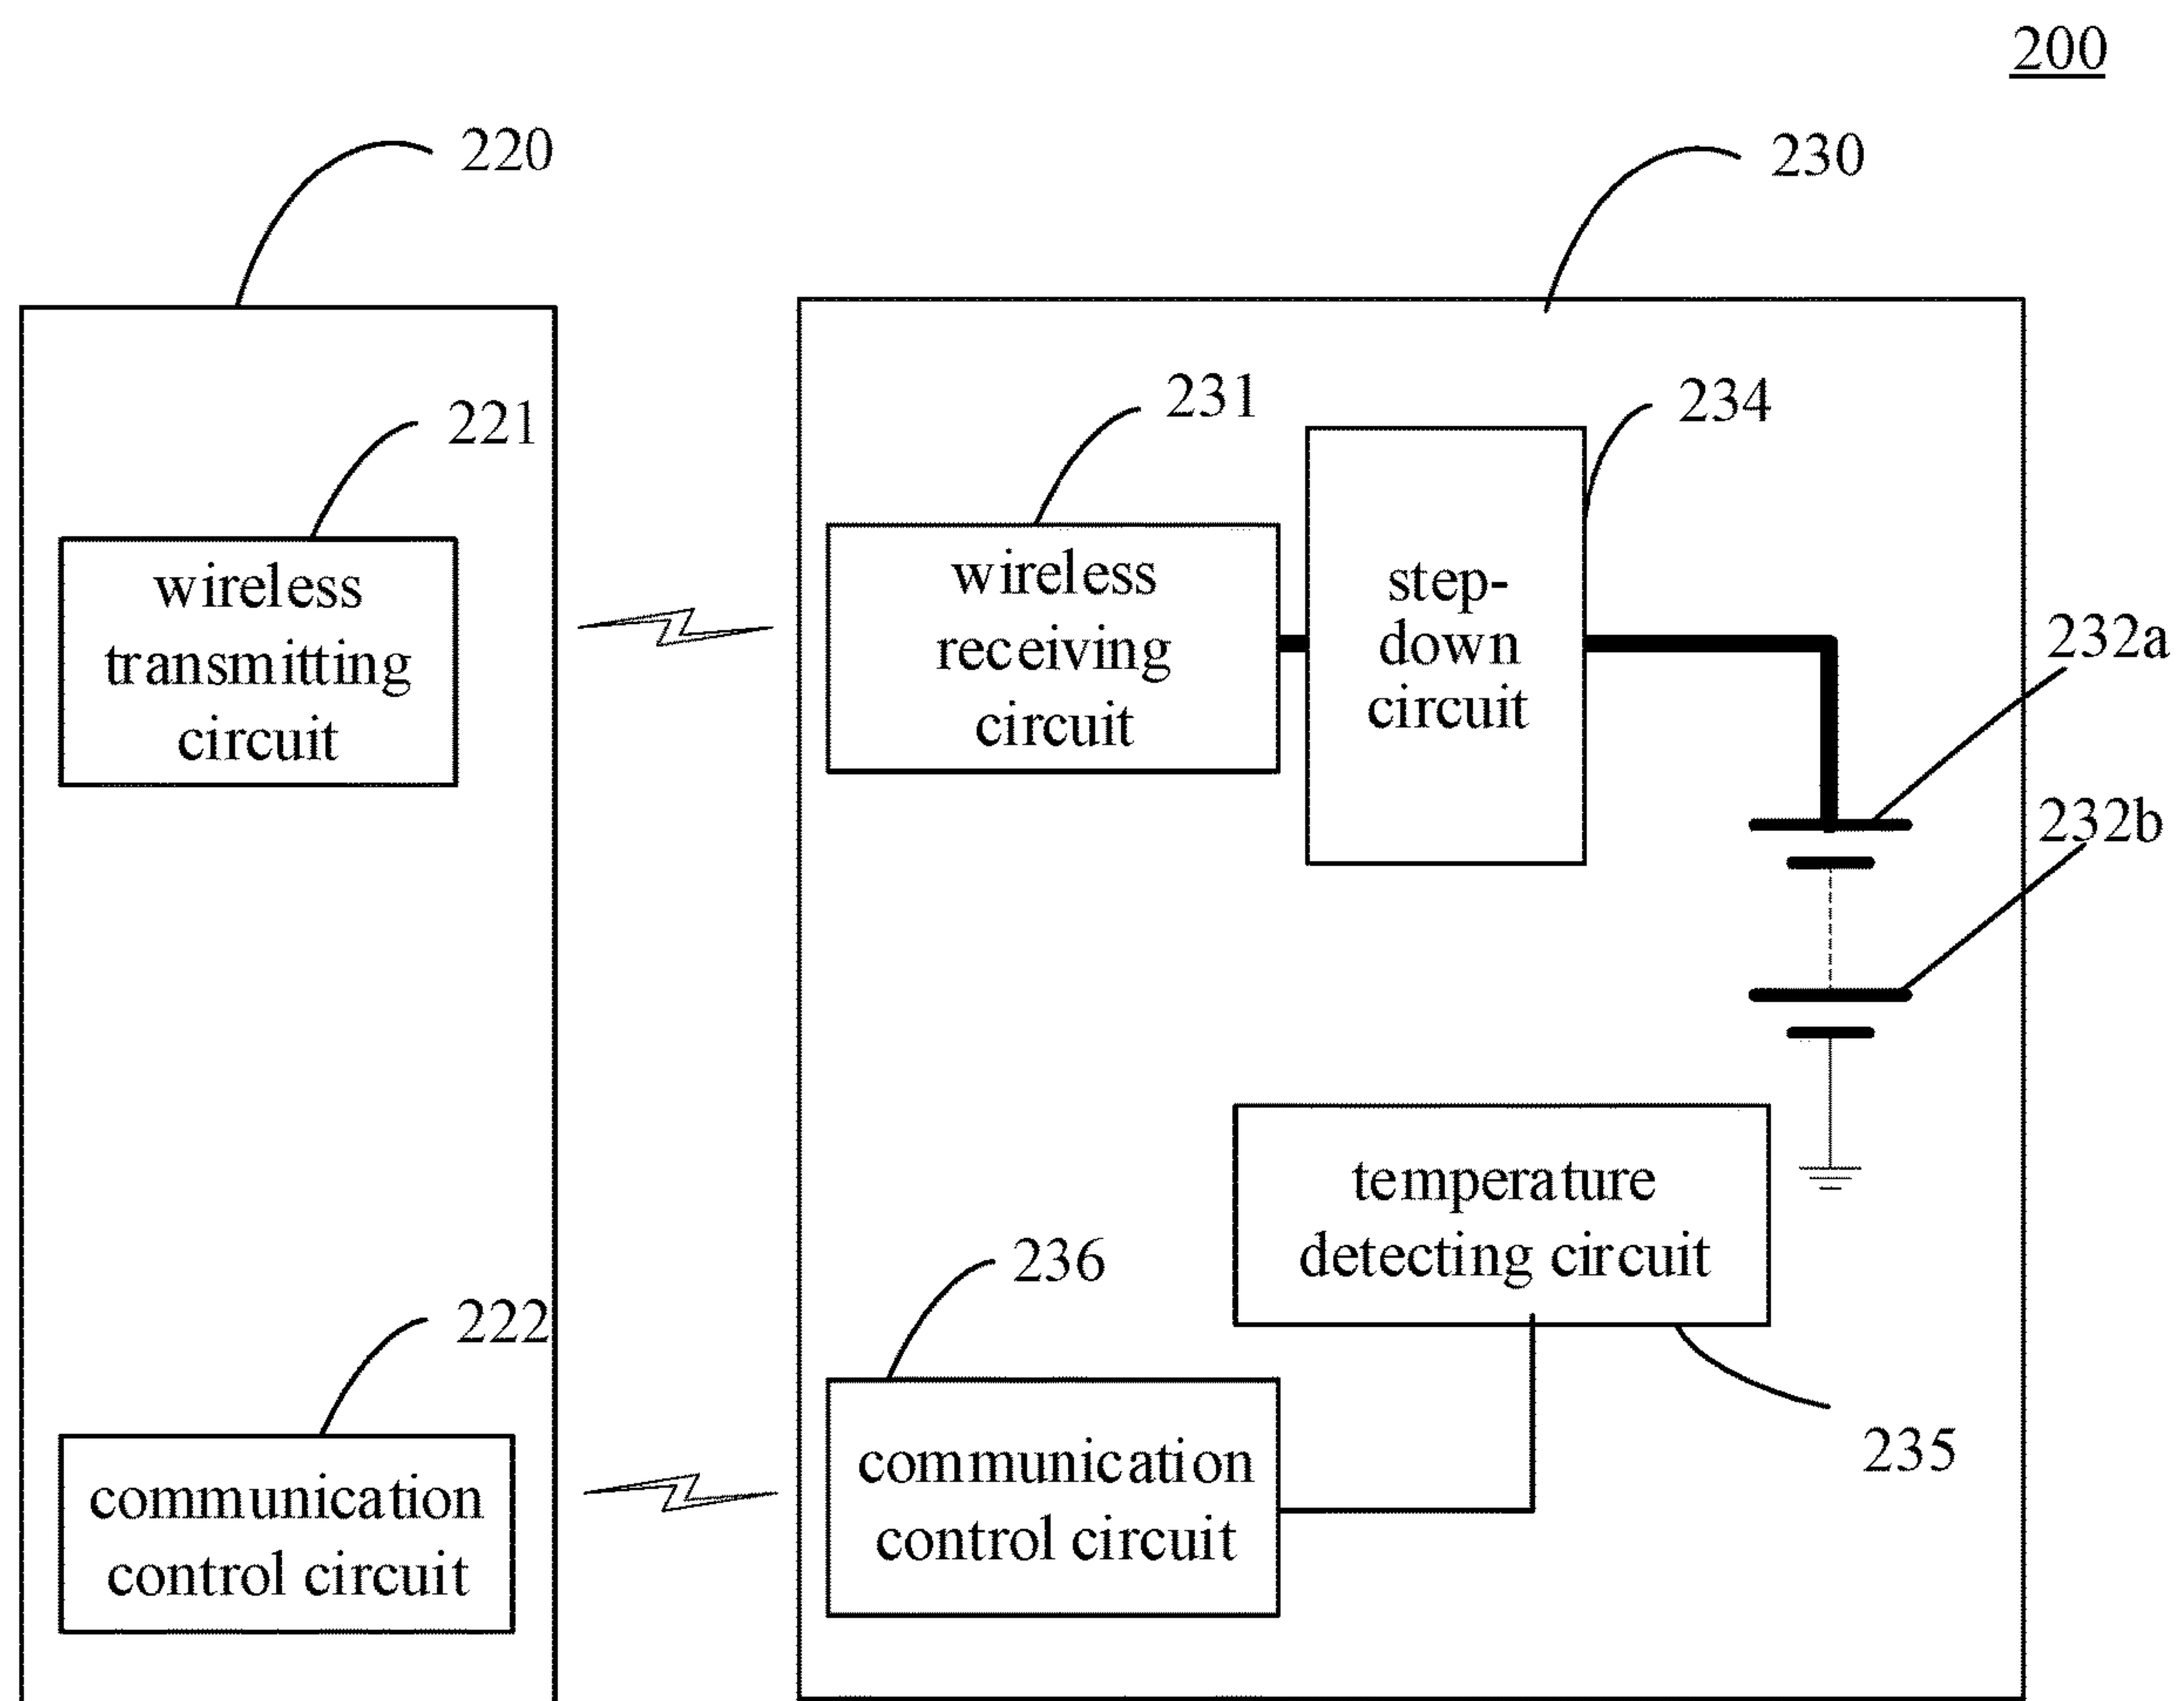 200
220
230
221
231
234
wireless
transmitting
circuit
wireless
receiving
circuit
step-
down
circuit
232a
232b
temperature
detecting circuit
236
222
235
communication
control circuit
communication
control circuit